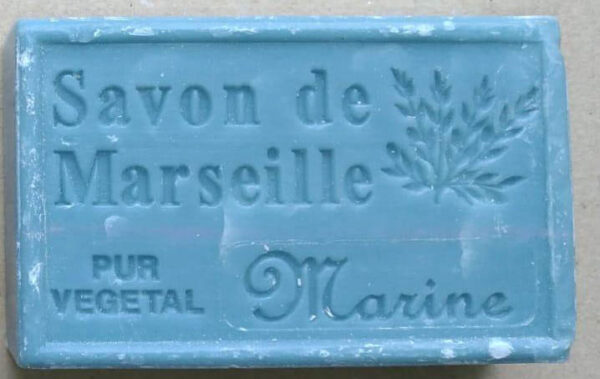 Savon de
Marseille
PUR
VEGETAL
Marine